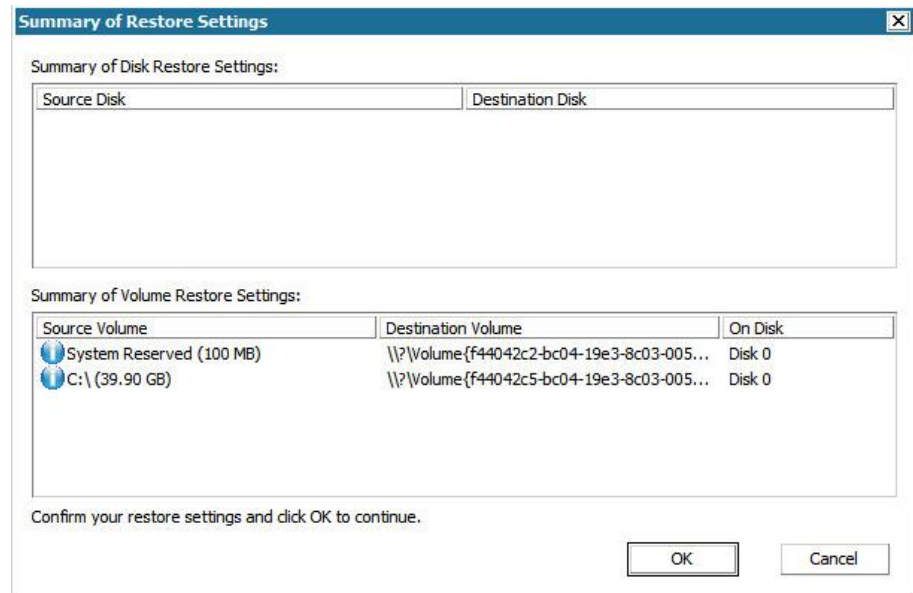 Summary of Restore Settings
Summary of Disk Restore Settings:
Source Disk Destination Disk
Summary of Volume Restore Settings:
Source Volume Destination Volume On Disk
System Reserved (100 MB) \\?\Volume{f44042c2-bc04-19e3-8c03-005... Disk 0
C:\ (39.90 GB) \\?\Volume{f44042c5-bc04-19e3-8c03-005... Disk 0
Confirm your restore settings and click OK to continue.
OK Cancel